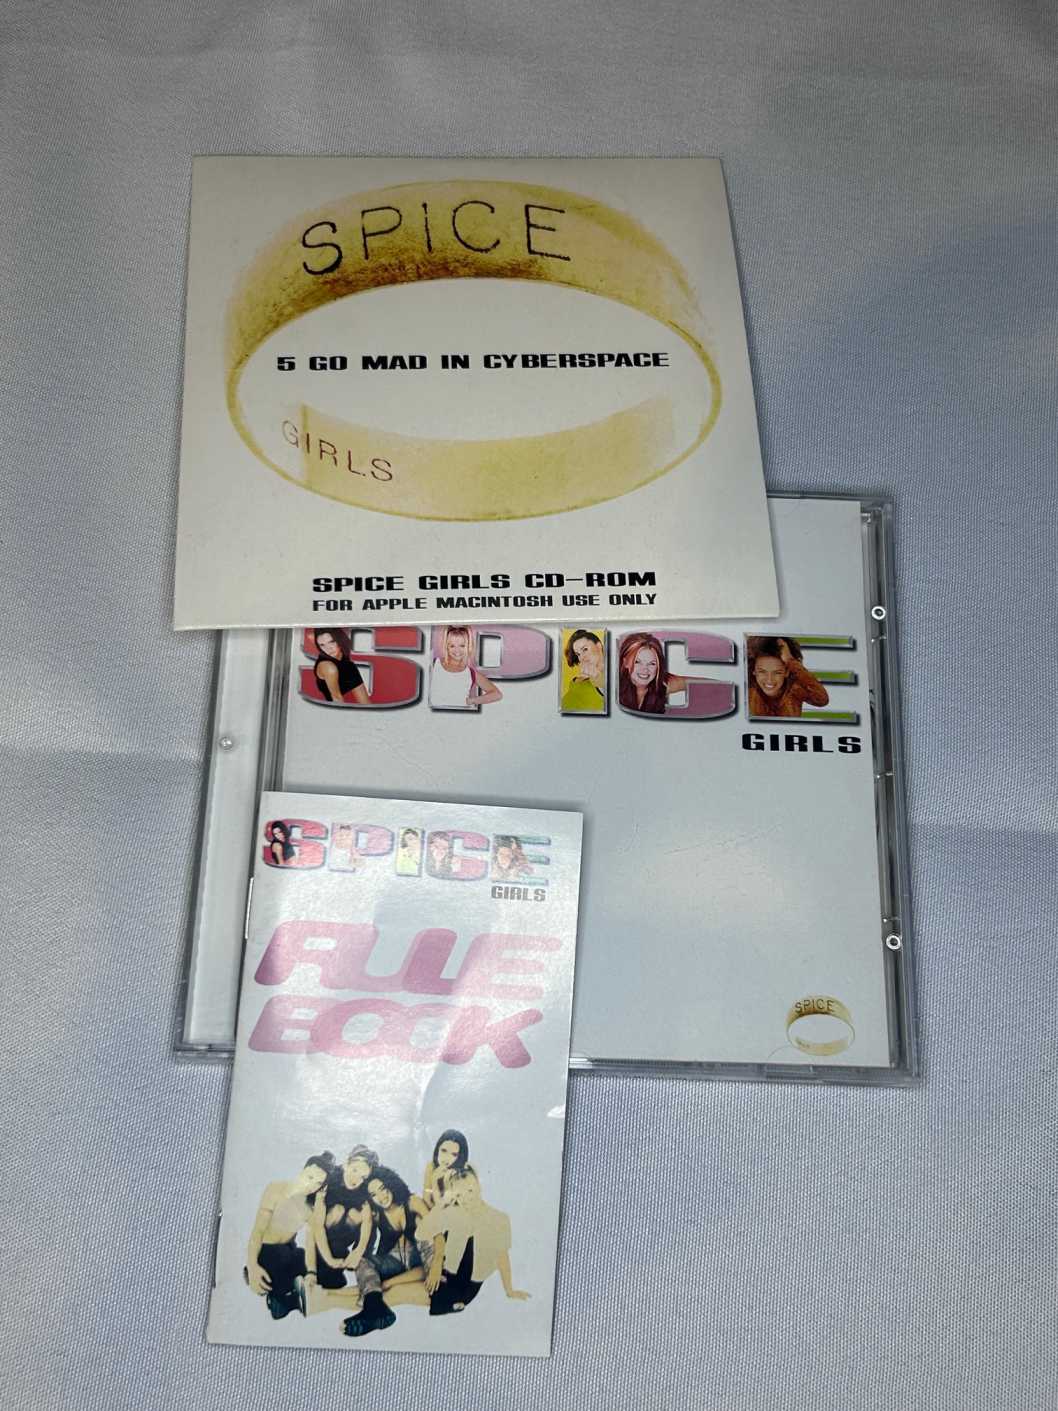 SPICE
5 GO MAD IN CYBERSPACE
GIRLS
SPICE GIRLS CD-ROM
FOR APPLE MACINTOSH USE ONLY
SPICE
GIRLS
SPICE
SPICE
GIRLS
RULE
BOOK